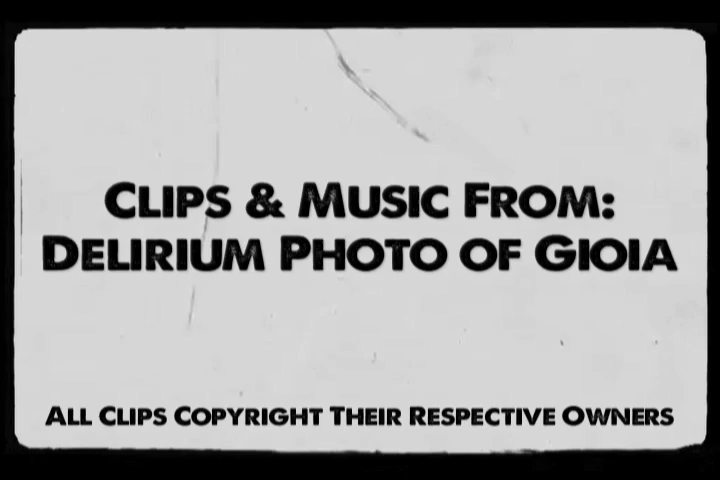 Clips & Music From:
Delirium Photo of Gioia
All Clips Copyright Their Respective Owners